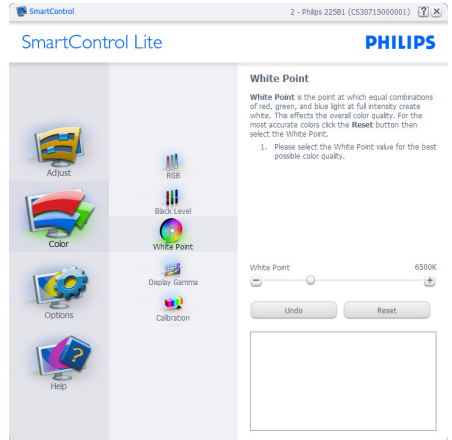 SmartControl
2 - Philips 225B1 (CS30715000001)
?
×
SmartControl Lite
PHILIPS
Adjust
Color
Options
Help
RGB
Black Level
White Point
Display Gamma
Calibration
White Point
White Point is the point at which equal combinations
of red, green, and blue light at full intensity create
white. This effects the overall color quality. For the
most accurate colors click the Reset button then
select the White Point.
1. Please select the White Point value for the best
possible color quality.
White Point 6500K
Undo Reset